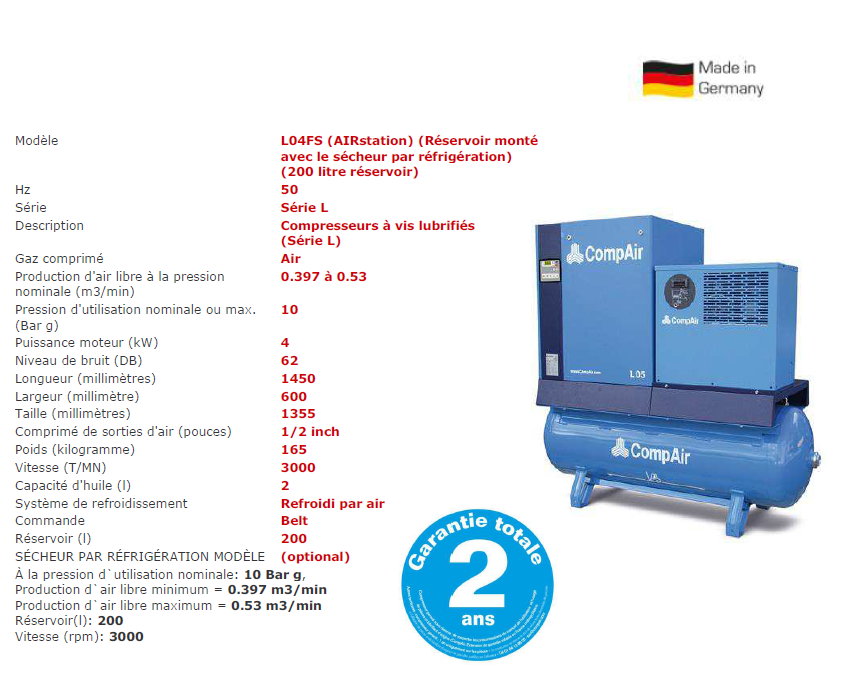 Made in
Germany
Modèle L04FS (AIRstation) (Réservoir monté
avec le sécheur par réfrigération)
(200 litre réservoir)
Hz 50
Série Série L
Description Compresseurs à vis lubrifiés
(Série L)
Gaz comprimé Air
Production d'air libre à la pression 0.397 à 0.53
nominale (m3/min)
Pression d'utilisation nominale ou max. 10
(Bar g)
Puissance moteur (kW) 4
Niveau de bruit (DB) 62
Longueur (millimètres) 1450
Largeur (millimètre) 600
Taille (millimètres) 1355
Comprimé de sorties d'air (pouces) 1/2 inch
Poids (kilogramme) 165
Vitesse (T/MN) 3000
Capacité d'huile (l) 2
Système de refroidissement Refroidi par air
Commande Belt
Réservoir (l) 200
SÉCHEUR PAR RÉFRIGÉRATION MODÈLE (optional)
À la pression d`utilisation nominale: 10 Bar g,
Production d`air libre minimum = 0.397 m3/min
Production d`air libre maximum = 0.53 m3/min
Réservoir(l): 200
Vitesse (rpm): 3000
CompAir
CompAir
L05
CompAir
Garantie totale
2
ans